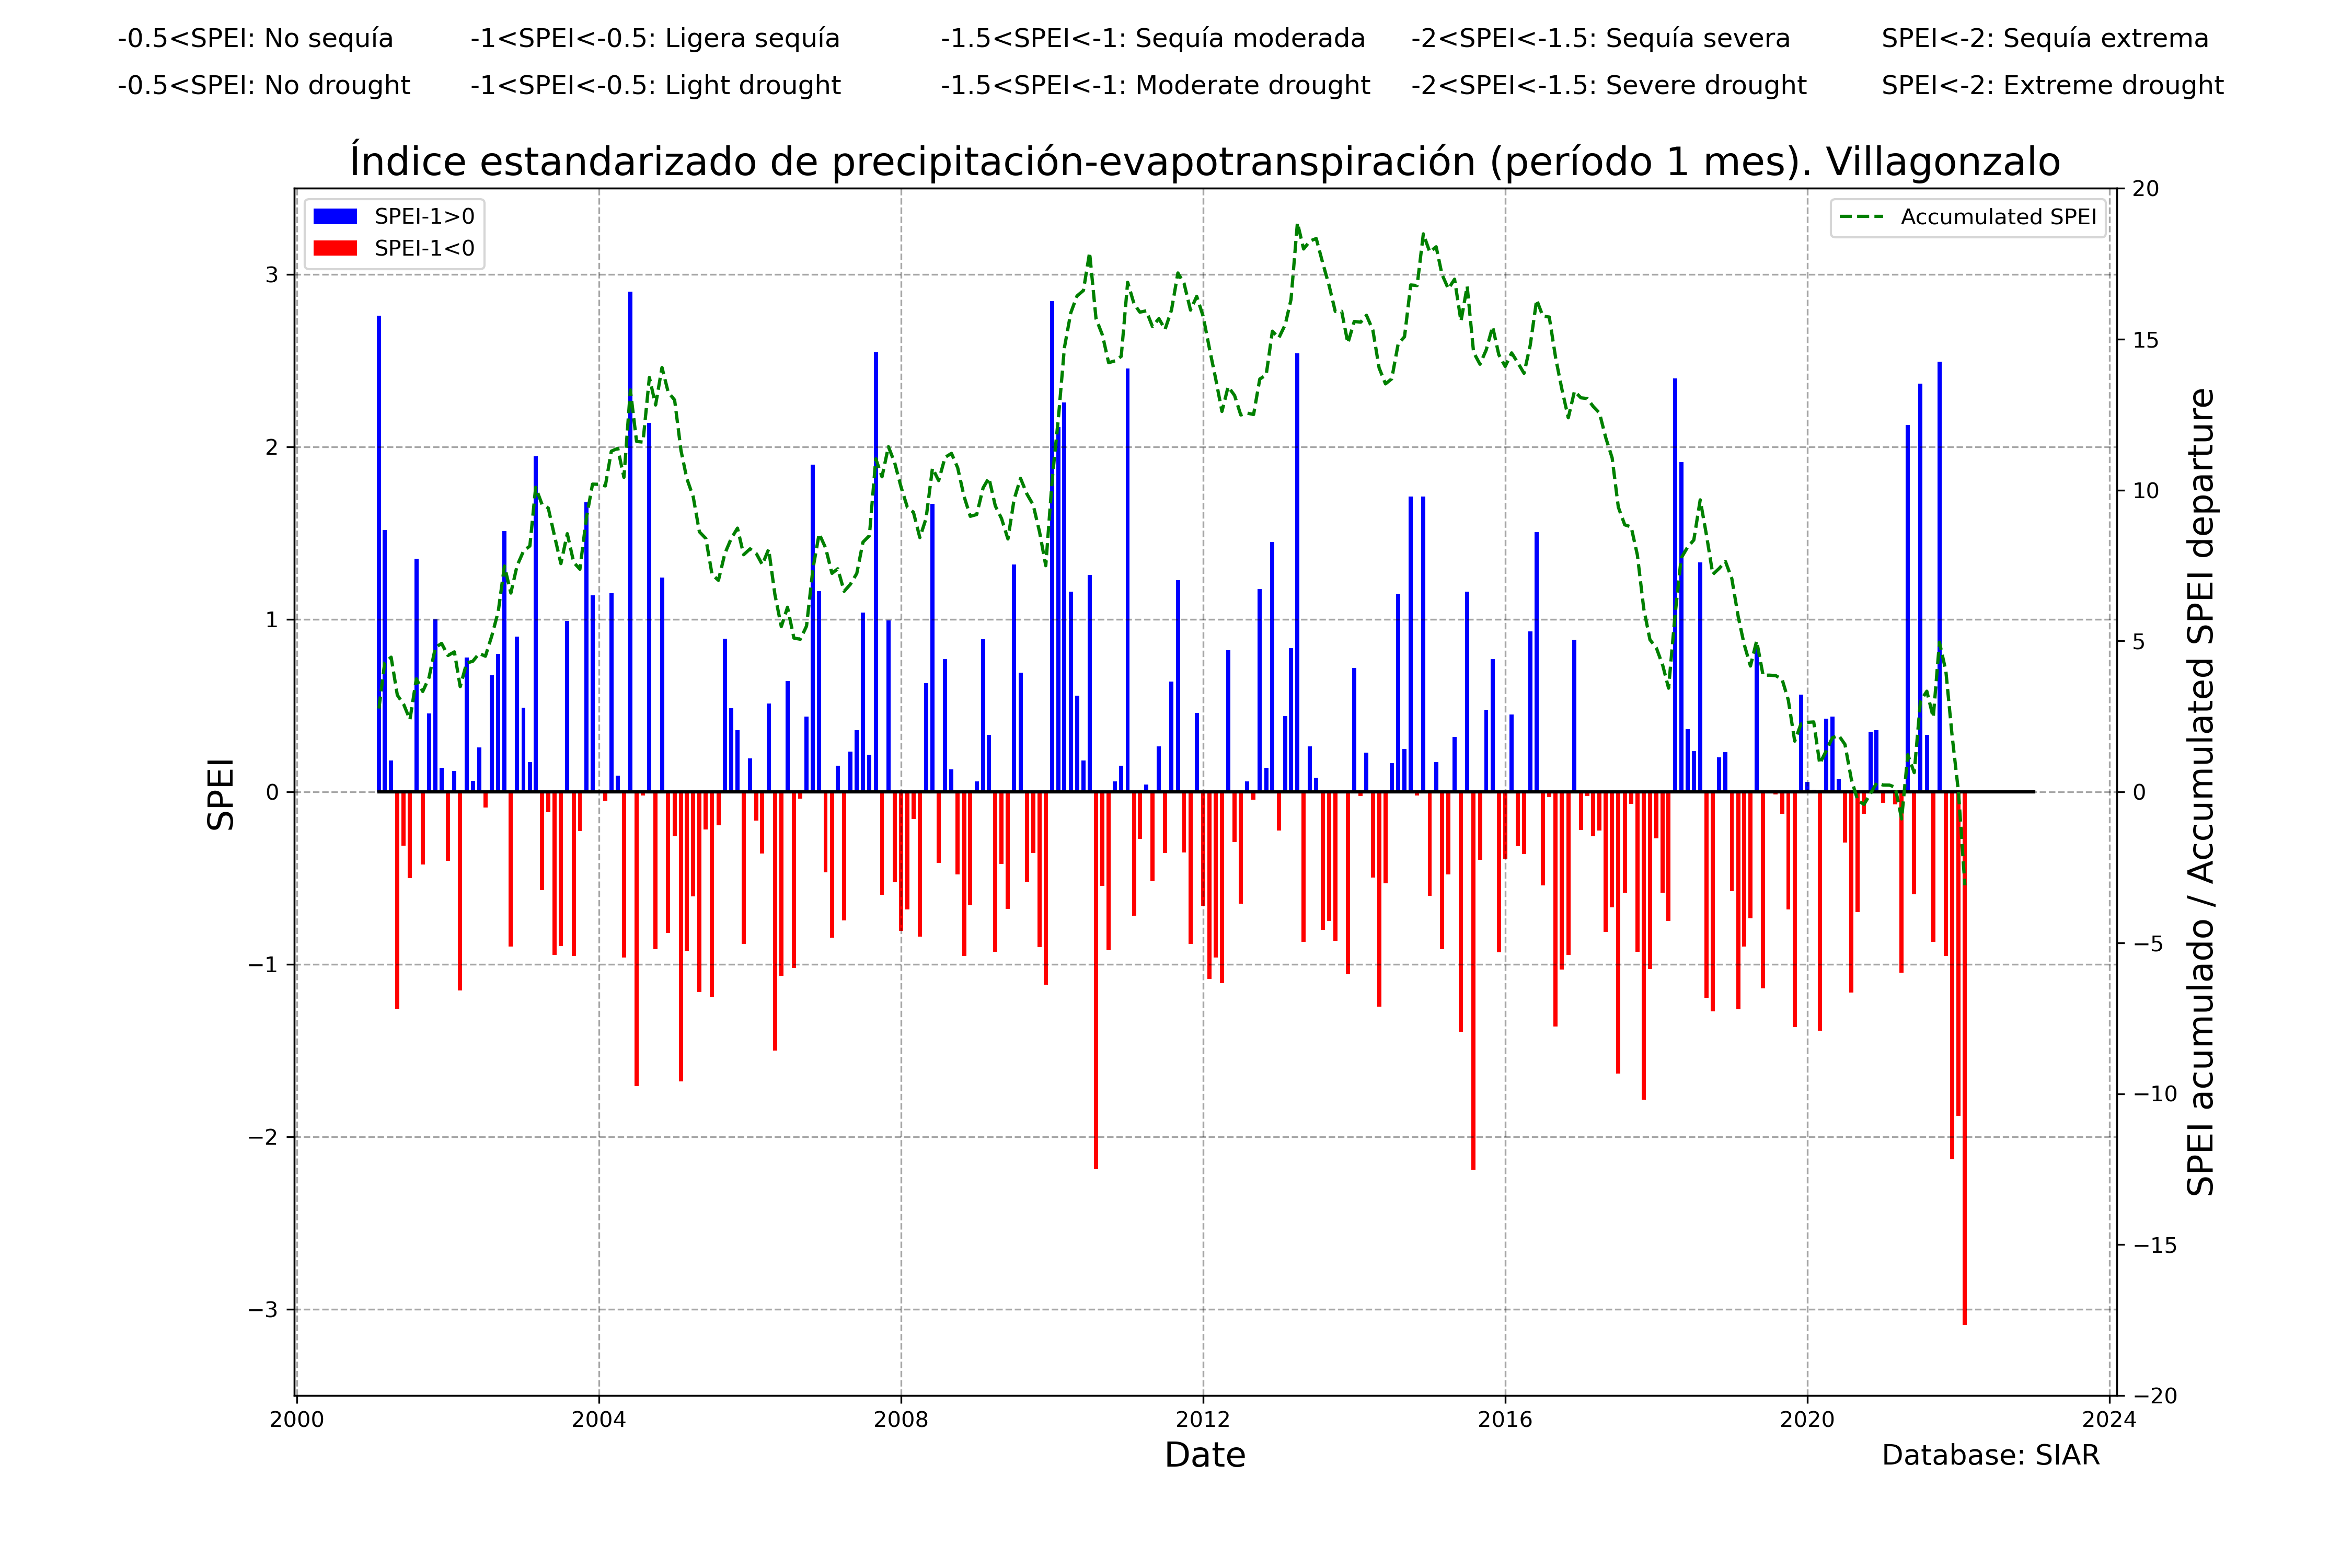 -0.5<SPEI: No sequía -1<SPEI<-0.5: Ligera sequía -1.5<SPEI<-1: Sequía moderada -2<SPEI<-1.5: Sequía severa SPEI<-2: Sequía extrema
-0.5<SPEI: No drought -1<SPEI<-0.5: Light drought -1.5<SPEI<-1: Moderate drought -2<SPEI<-1.5: Severe drought SPEI<-2: Extreme drought
Índice estandarizado de precipitación-evapotranspiración (período 1 mes). Villagonzalo
SPEI-1>0
SPEI-1<0
Accumulated SPEI
SPEI
3
2
1
0
−1
−2
−3
20
15
10
5
0
−5
−10
−15
−20
SPEI acumulado / Accumulated SPEI departure
2000 2004 2008 2012 2016 2020 2024
Date
Database: SIAR